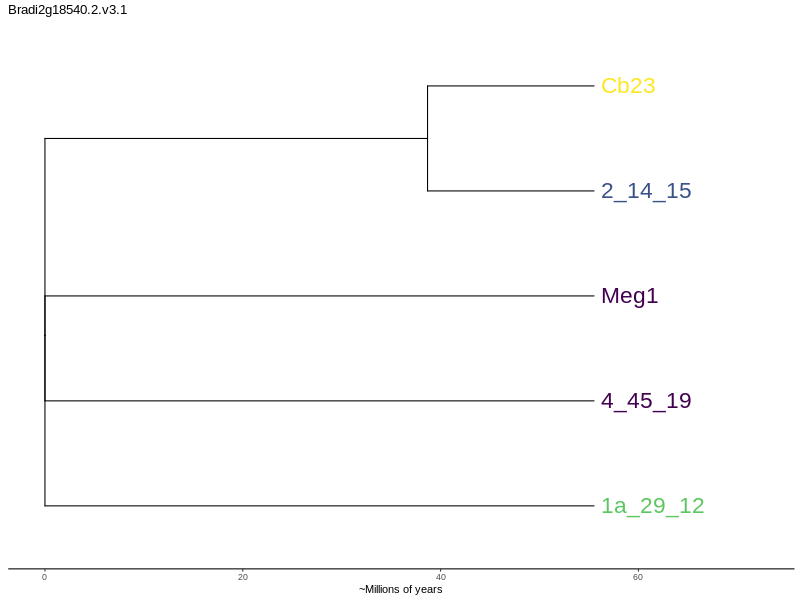 Bradi2g18540.2.v3.1
Cb23
2_14_15
Meg1
4_45_19
1a_29_12
0 20 40 60
~Millions of years